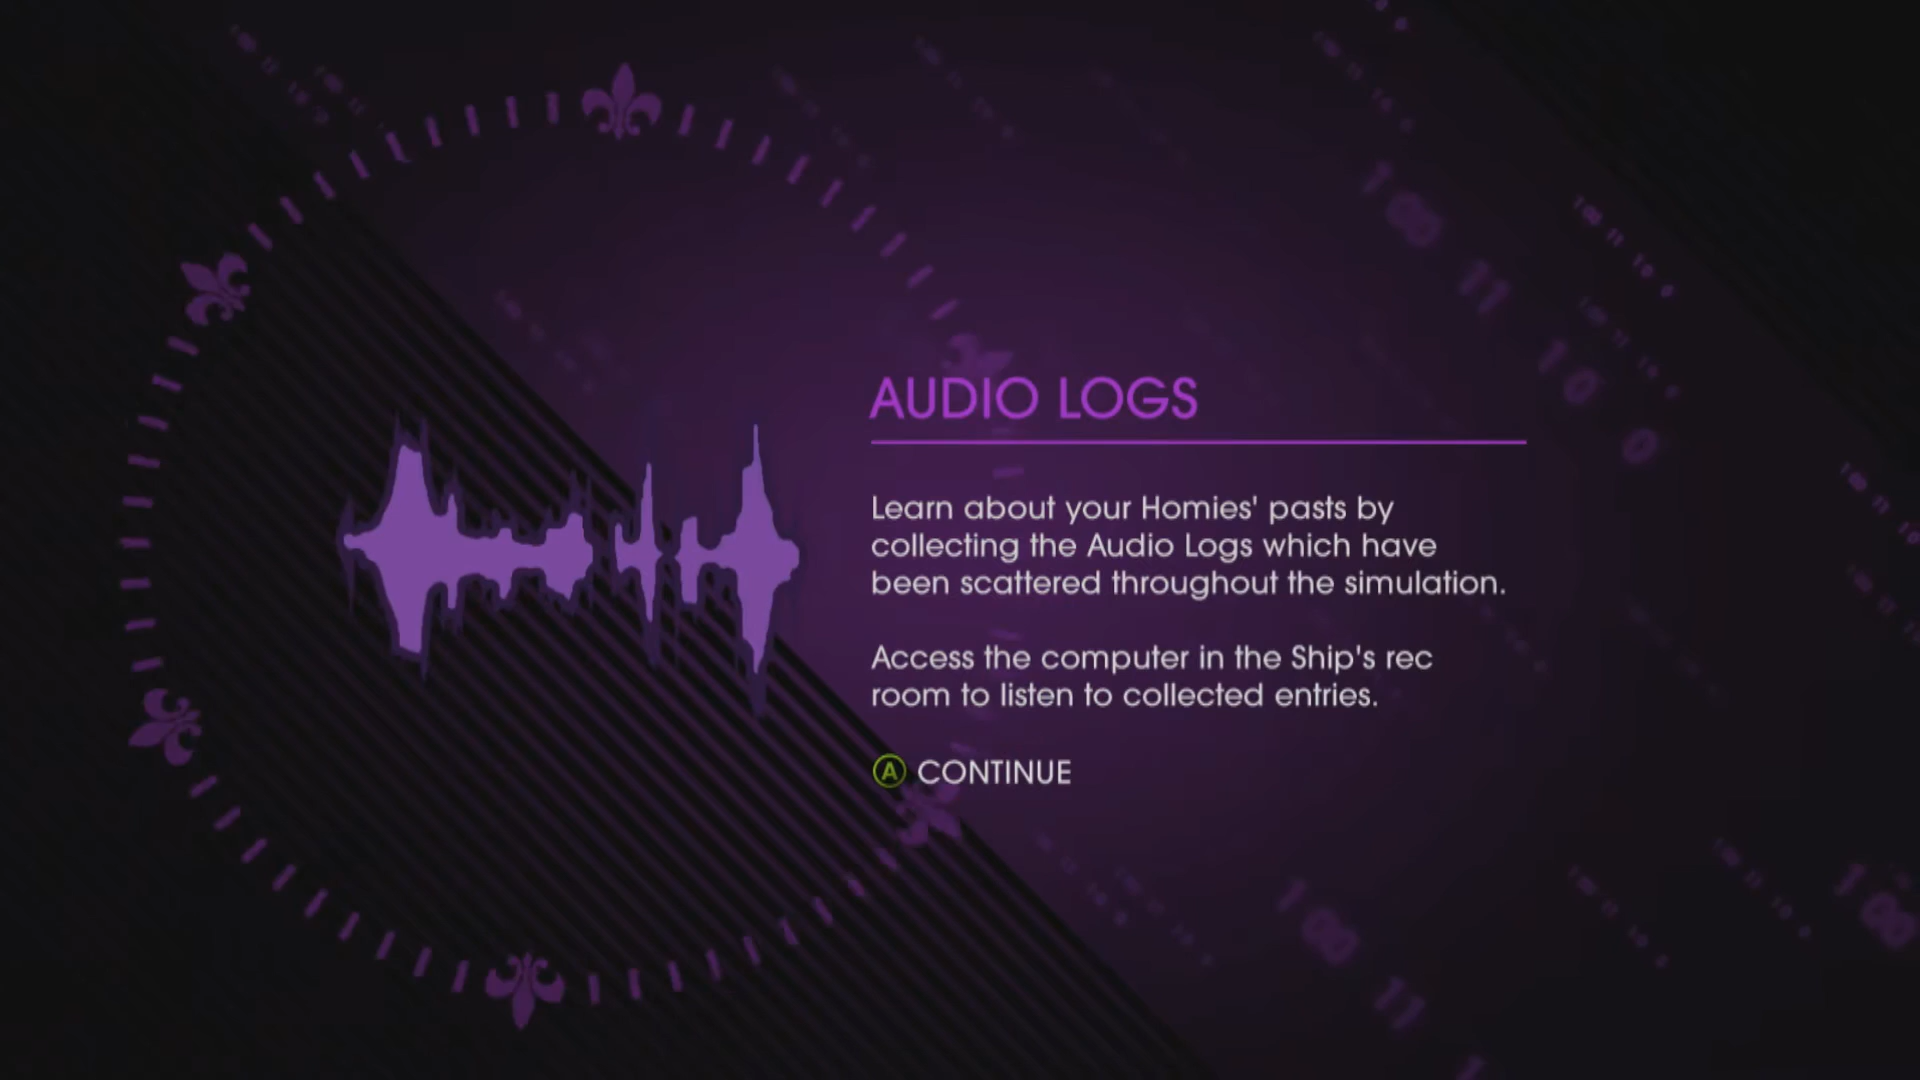 AUDIO LOGS
Learn about your Homies' pasts by
collecting the Audio Logs which have
been scattered throughout the simulation.
Access the computer in the Ship's rec
room to listen to collected entries.
A CONTINUE